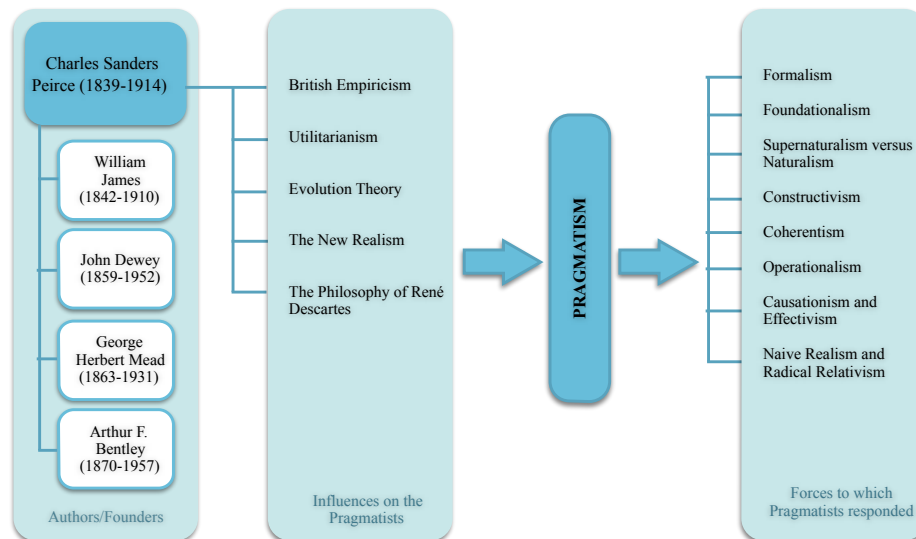 Charles Sanders
Peirce (1839-1914)
William
James
(1842-1910)
John Dewey
(1859-1952)
George
Herbert Mead
(1863-1931)
Arthur F.
Bentley
(1870-1957)
Authors/Founders
British Empiricism
Utilitarianism
Evolution Theory
The New Realism
The Philosophy of René
Descartes
Influences on the
Pragmatists
PRAGMATISM
Formalism
Foundationalism
Supernaturalism versus
Naturalism
Constructivism
Coherentism
Operationalism
Causationism and
Effectivism
Naive Realism and
Radical Relativism
Forces to which
Pragmatists responded